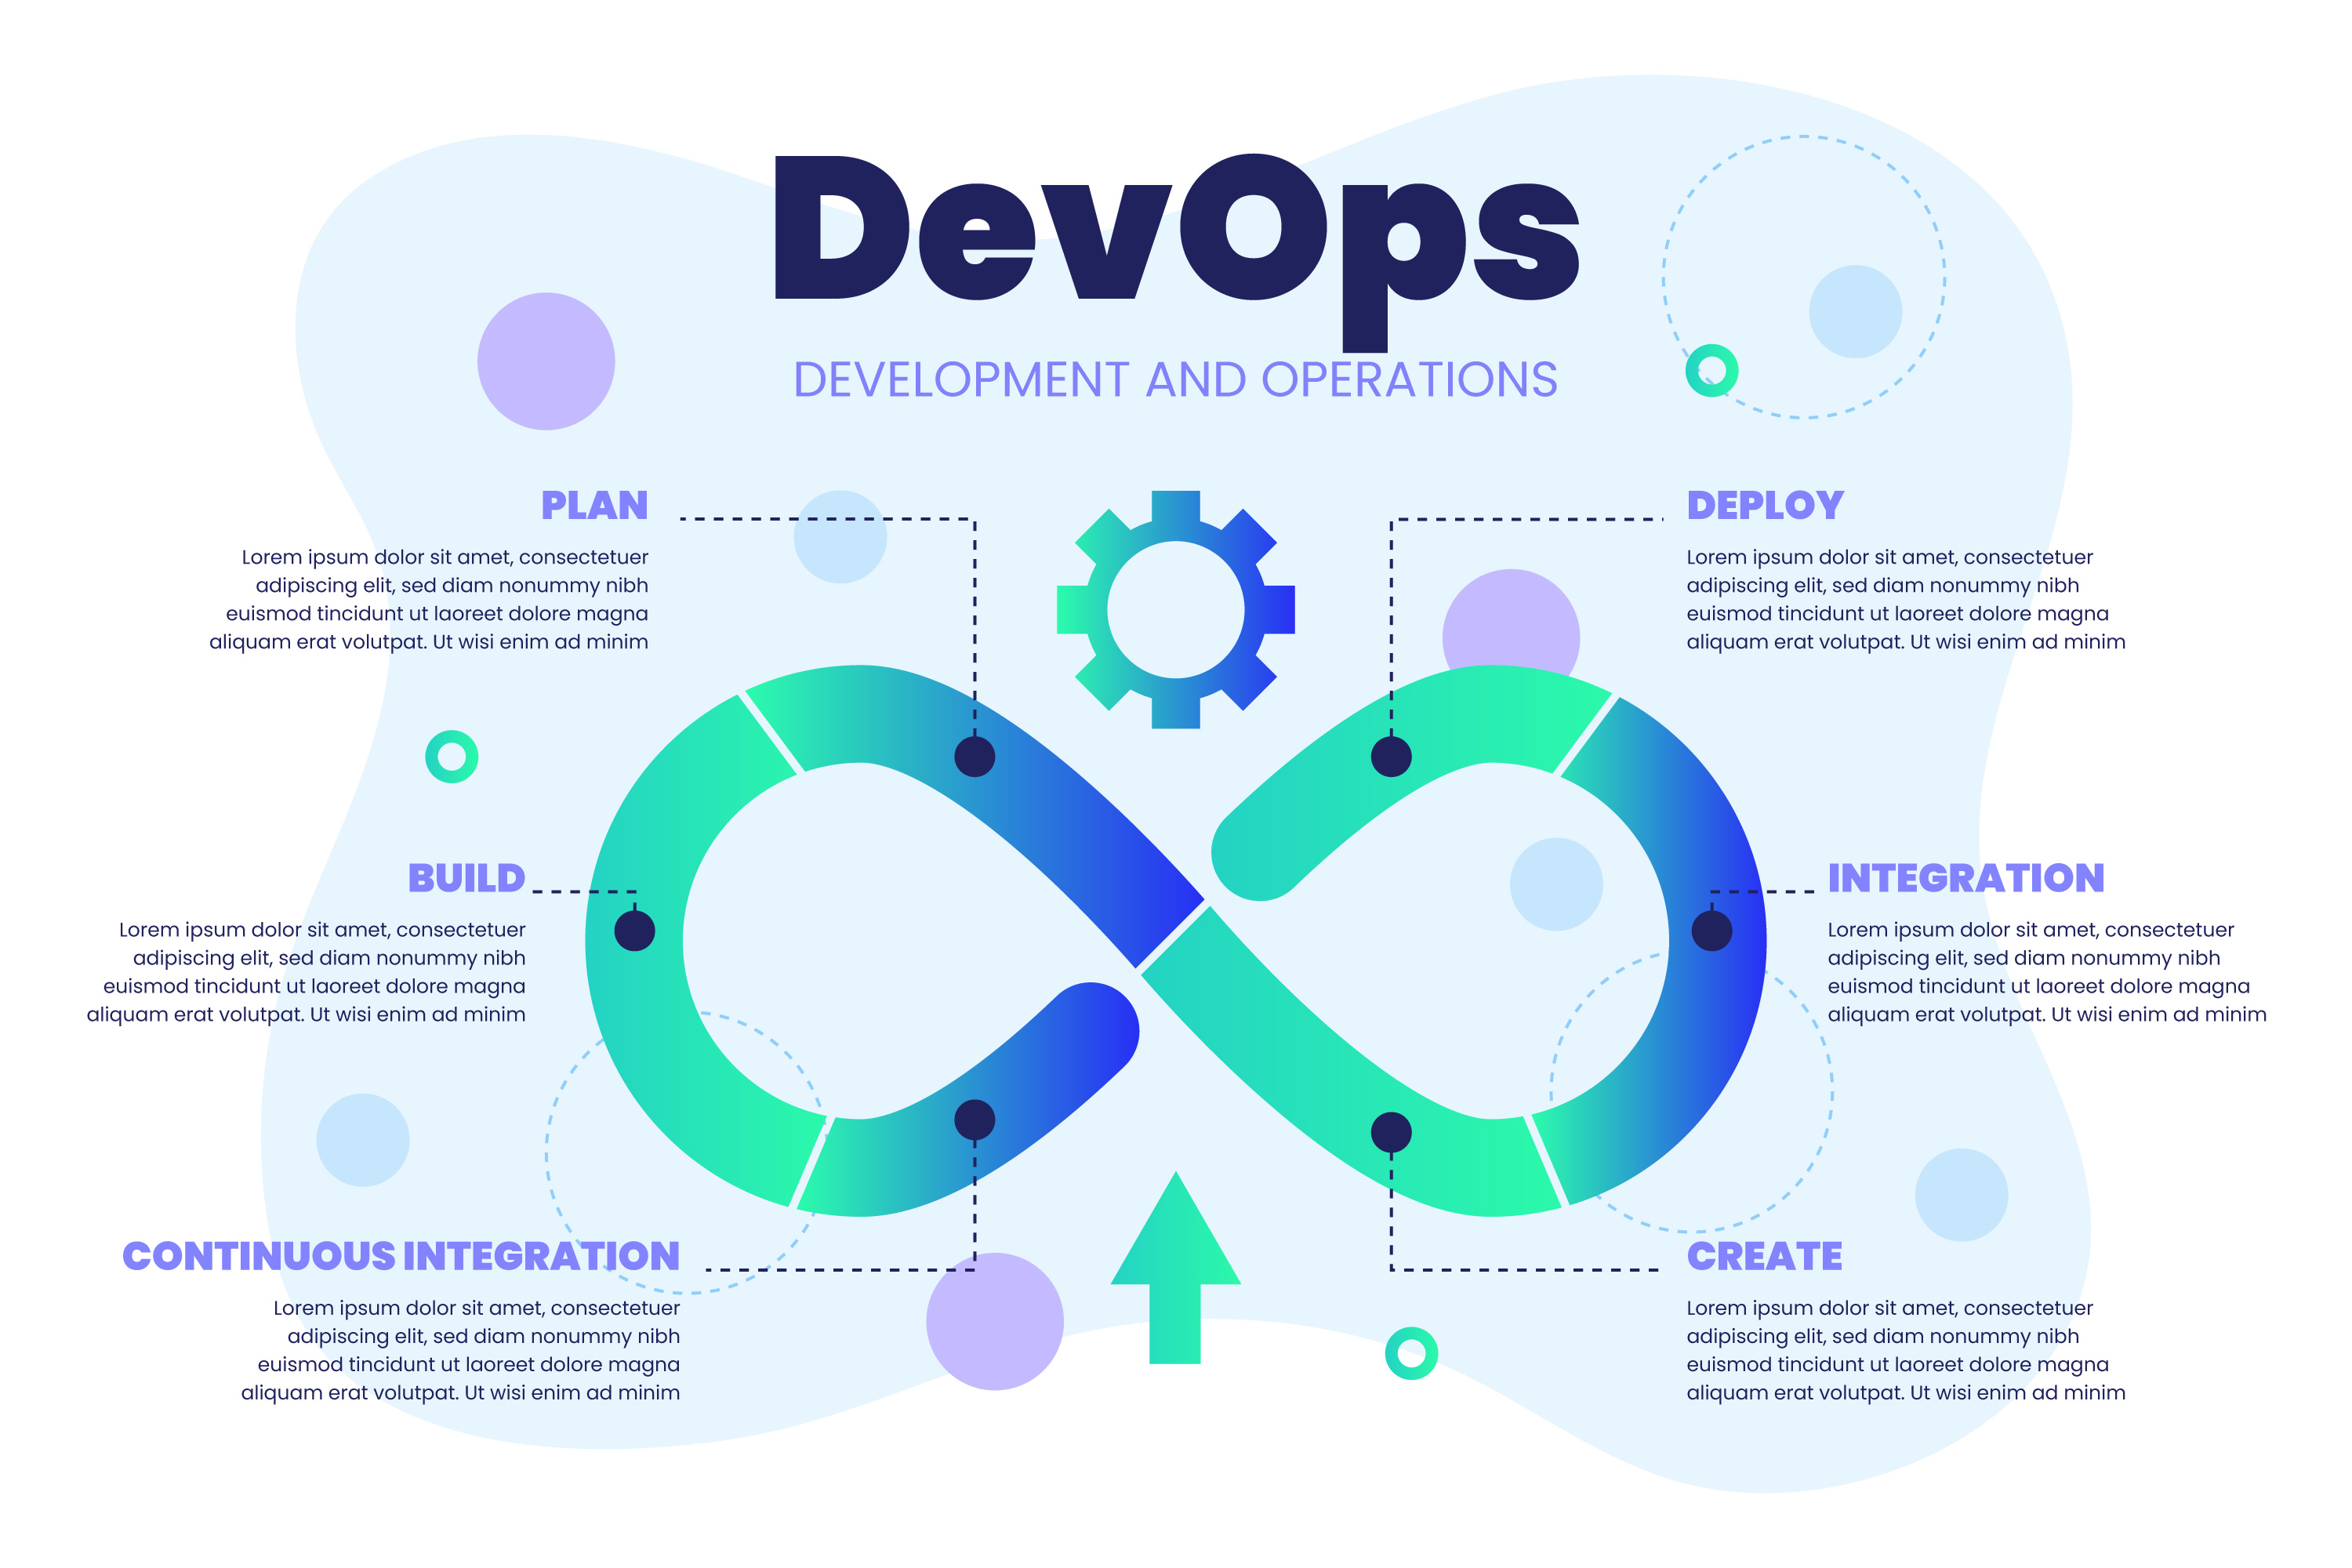 DevOps
DEVELOPMENT AND OPERATIONS
PLAN
Lorem ipsum dolor sit amet, consectetuer
adipiscing elit, sed diam nonummy nibh
euismod tincidunt ut laoreet dolore magna
aliquam erat volutpat. Ut wisi enim ad minim
DEPLOY
Lorem ipsum dolor sit amet, consectetuer
adipiscing elit, sed diam nonummy nibh
euismod tincidunt ut laoreet dolore magna
aliquam erat volutpat. Ut wisi enim ad minim
BUILD
Lorem ipsum dolor sit amet, consectetuer
adipiscing elit, sed diam nonummy nibh
euismod tincidunt ut laoreet dolore magna
aliquam erat volutpat. Ut wisi enim ad minim
INTEGRATION
Lorem ipsum dolor sit amet, consectetuer
adipiscing elit, sed diam nonummy nibh
euismod tincidunt ut laoreet dolore magna
aliquam erat volutpat. Ut wisi enim ad minim
CONTINUOUS INTEGRATION
Lorem ipsum dolor sit amet, consectetuer
adipiscing elit, sed diam nonummy nibh
euismod tincidunt ut laoreet dolore magna
aliquam erat volutpat. Ut wisi enim ad minim
CREATE
Lorem ipsum dolor sit amet, consectetuer
adipiscing elit, sed diam nonummy nibh
euismod tincidunt ut laoreet dolore magna
aliquam erat volutpat. Ut wisi enim ad minim